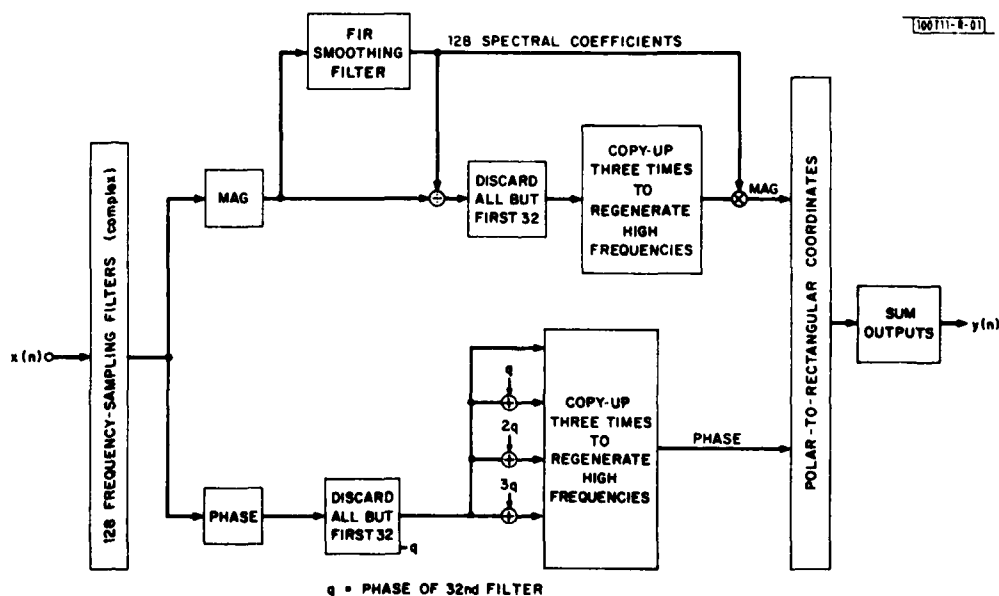 100711-R-01
FIR
SMOOTHING
FILTER
128 SPECTRAL COEFFICIENTS
128 FREQUENCY-SAMPLING FILTERS (complex)
MAG
÷
DISCARD
ALL BUT
FIRST 32
COPY-UP
THREE TIMES
TO
REGENERATE
HIGH
FREQUENCIES
MAG
POLAR-TO-RECTANGULAR COORDINATES
SUM
OUTPUTS
x(n)
y(n)
PHASE
DISCARD
ALL BUT
FIRST 32
q
q
+
2q
+
3q
+
COPY-UP
THREE TIMES
TO
REGENERATE
HIGH
FREQUENCIES
PHASE
q = PHASE OF 32nd FILTER